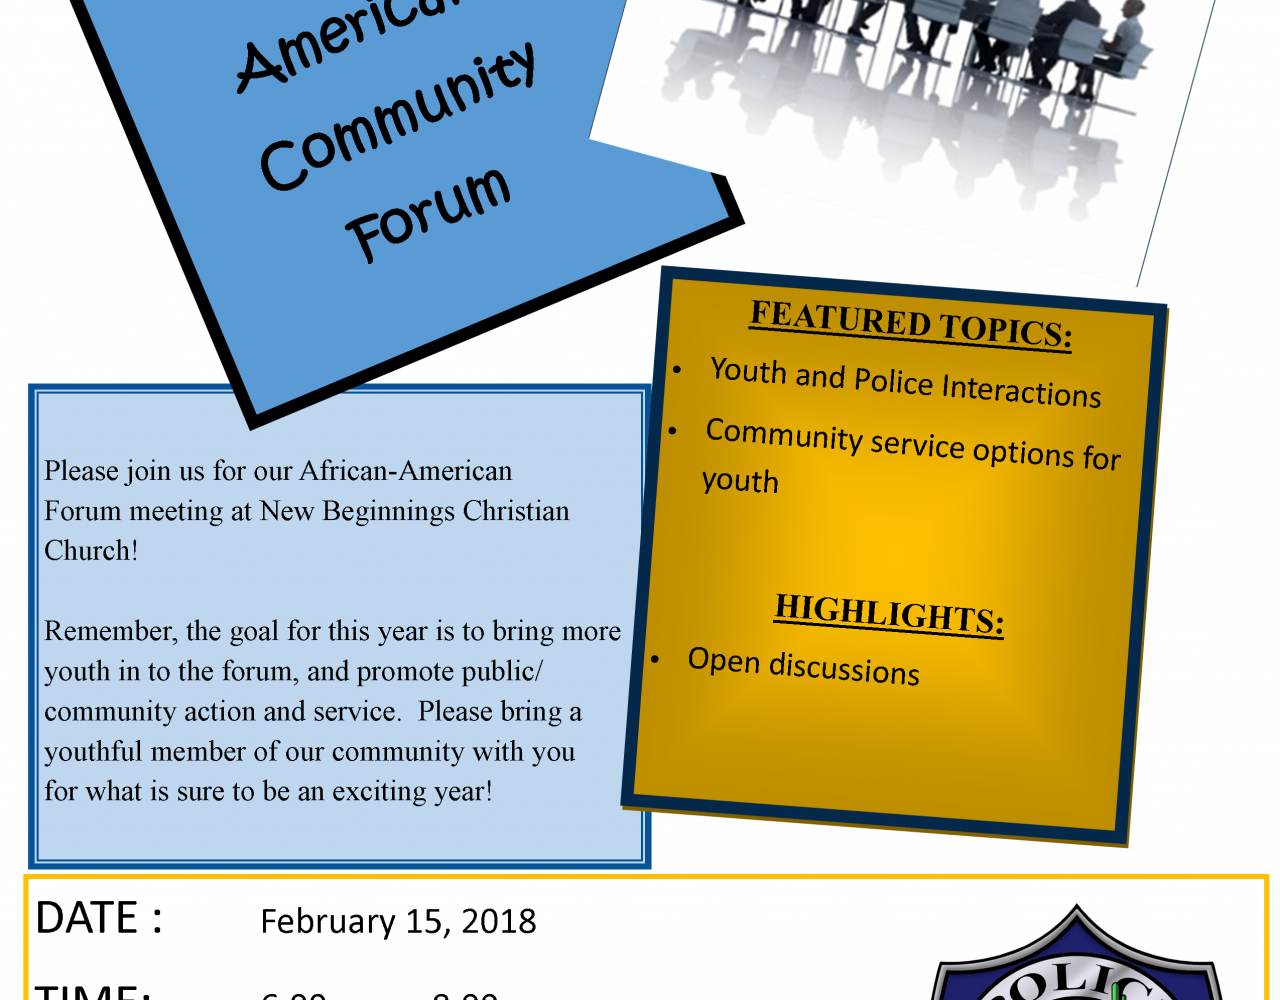 American
Community
Forum
FEATURED TOPICS:
• Youth and Police Interactions
• Community service options for
youth
HIGHLIGHTS:
• Open discussions
Please join us for our African-American
Forum meeting at New Beginnings Christian
Church!
Remember, the goal for this year is to bring more
youth in to the forum, and promote public/
community action and service. Please bring a
youthful member of our community with you
for what is sure to be an exciting year!
DATE : February 15, 2018
TIME:
POLIC